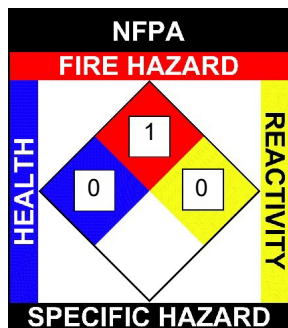 NFPA
FIRE HAZARD
HEALTH
1
0
0
REACTIVITY
SPECIFIC HAZARD